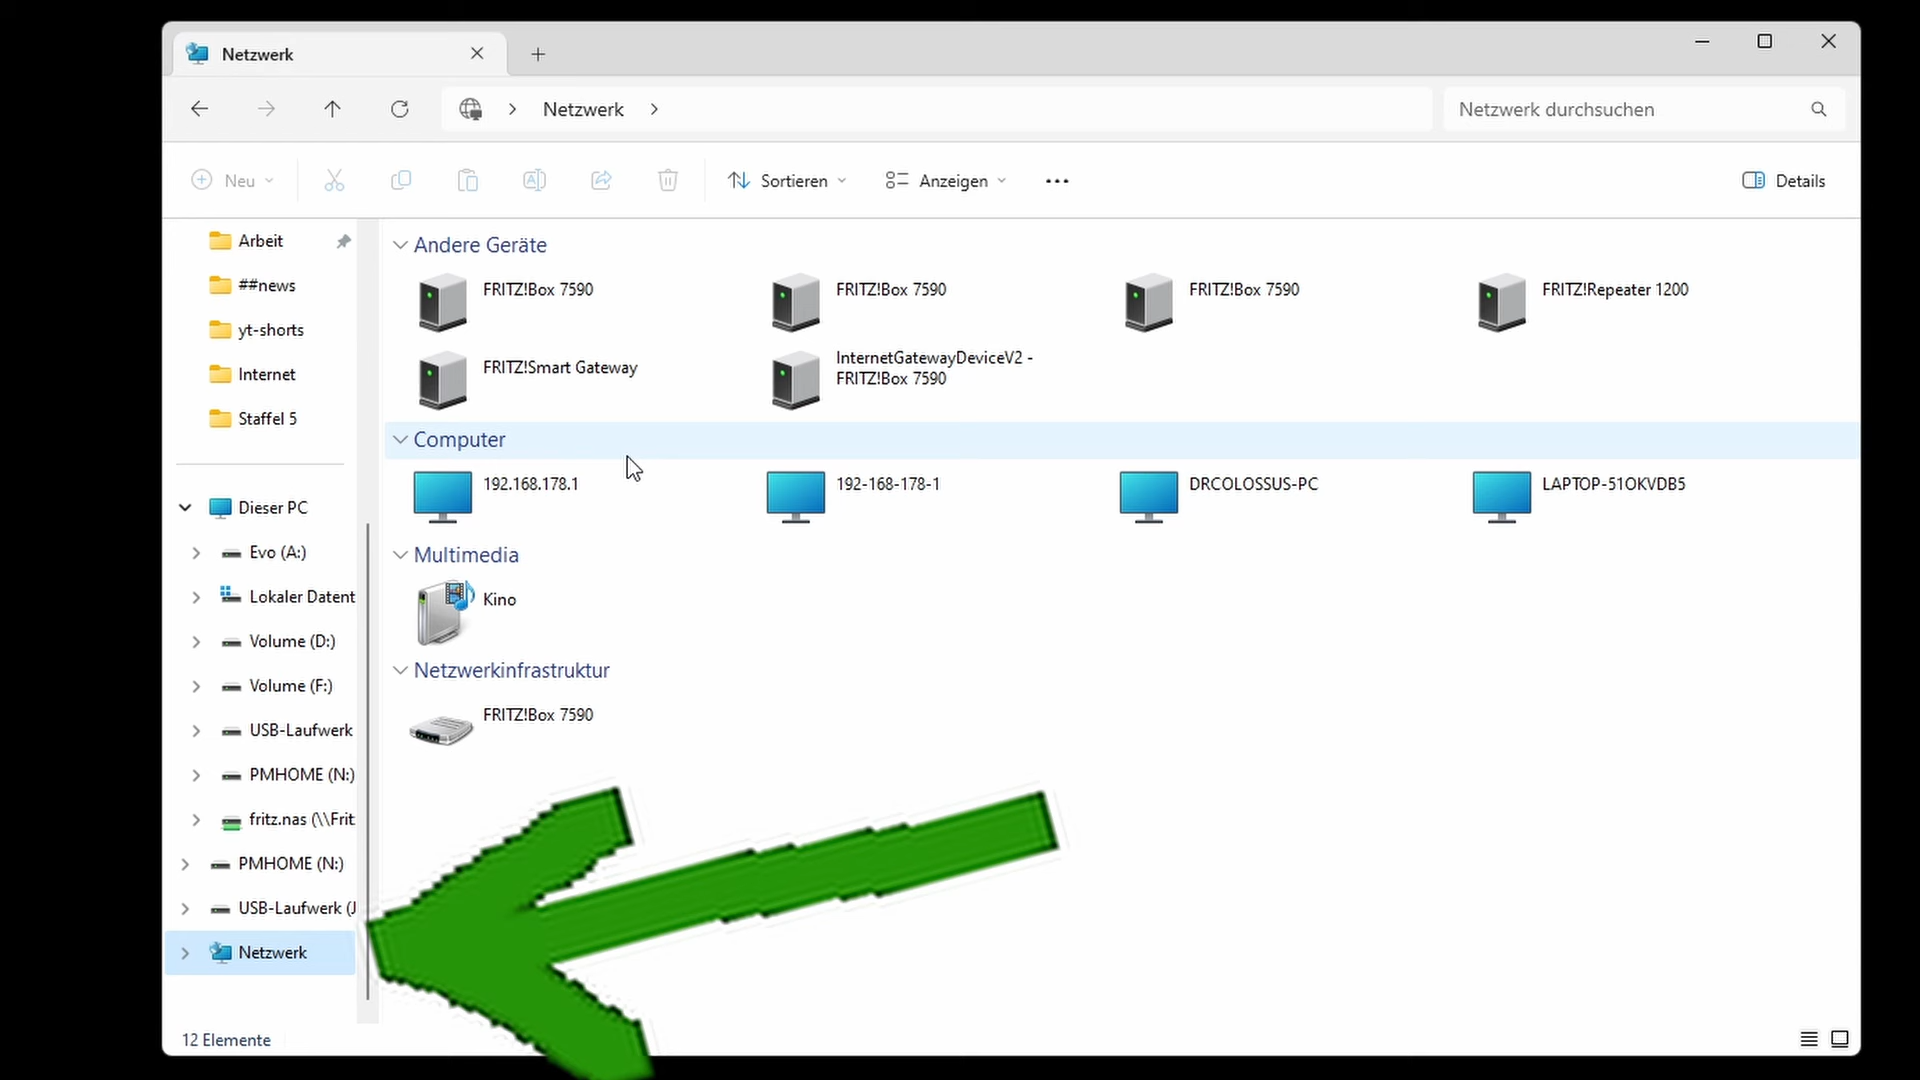 Netzwerk
Netzwerk
Netzwerk durchsuchen
Neu
Sortieren
Anzeigen
Details
Arbeit
##news
yt-shorts
Internet
Staffel 5
Dieser PC
Evo (A:)
Lokaler Datent
Volume (D:)
Volume (F:)
USB-Laufwerk
PMHOME (N:)
fritz.nas (\\Frit
PMHOME (N:)
USB-Laufwerk (J
Netzwerk
Andere Geräte
FRITZ!Box 7590
FRITZ!Box 7590
FRITZ!Box 7590
FRITZ!Repeater 1200
FRITZ!Smart Gateway
InternetGatewayDeviceV2 -
FRITZ!Box 7590
Computer
192.168.178.1
192-168-178-1
DRCOLOSSUS-PC
LAPTOP-51OKVDB5
Multimedia
Kino
Netzwerkinfrastruktur
FRITZ!Box 7590
12 Elemente